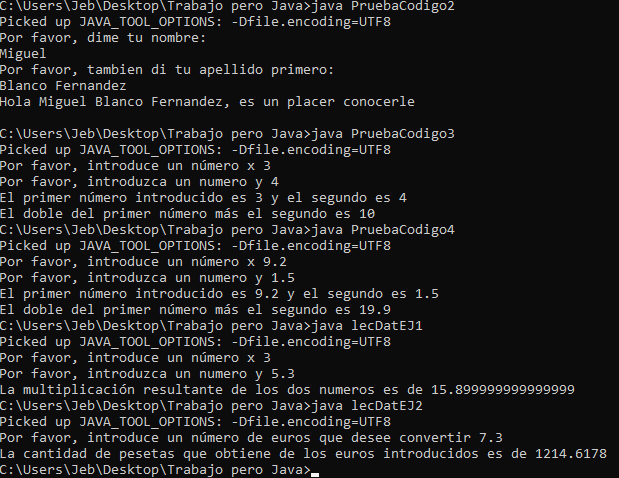 C:\Users\Jeb\Desktop\Trabajo pero Java>java PruebaCodigo2
Picked up JAVA_TOOL_OPTIONS: -Dfile.encoding=UTF8
Por favor, dime tu nombre:
Miguel
Por favor, tambien di tu apellido primero:
Blanco Fernandez
Hola Miguel Blanco Fernandez, es un placer conocerle
C:\Users\Jeb\Desktop\Trabajo pero Java>java PruebaCodigo3
Picked up JAVA_TOOL_OPTIONS: -Dfile.encoding=UTF8
Por favor, introduce un número x 3
Por favor, introduzca un numero y 4
El primer número introducido es 3 y el segundo es 4
El doble del primer número más el segundo es 10
C:\Users\Jeb\Desktop\Trabajo pero Java>java PruebaCodigo4
Picked up JAVA_TOOL_OPTIONS: -Dfile.encoding=UTF8
Por favor, introduce un número x 9.2
Por favor, introduzca un numero y 1.5
El primer número introducido es 9.2 y el segundo es 1.5
El doble del primer número más el segundo es 19.9
C:\Users\Jeb\Desktop\Trabajo pero Java>java lecDatEJ1
Picked up JAVA_TOOL_OPTIONS: -Dfile.encoding=UTF8
Por favor, introduce un número x 3
Por favor, introduzca un numero y 5.3
La multiplicación resultante de los dos numeros es de 15.899999999999999
C:\Users\Jeb\Desktop\Trabajo pero Java>java lecDatEJ2
Picked up JAVA_TOOL_OPTIONS: -Dfile.encoding=UTF8
Por favor, introduce un número de euros que desee convertir 7.3
La cantidad de pesetas que obtiene de los euros introducidos es de 1214.6178
C:\Users\Jeb\Desktop\Trabajo pero Java>